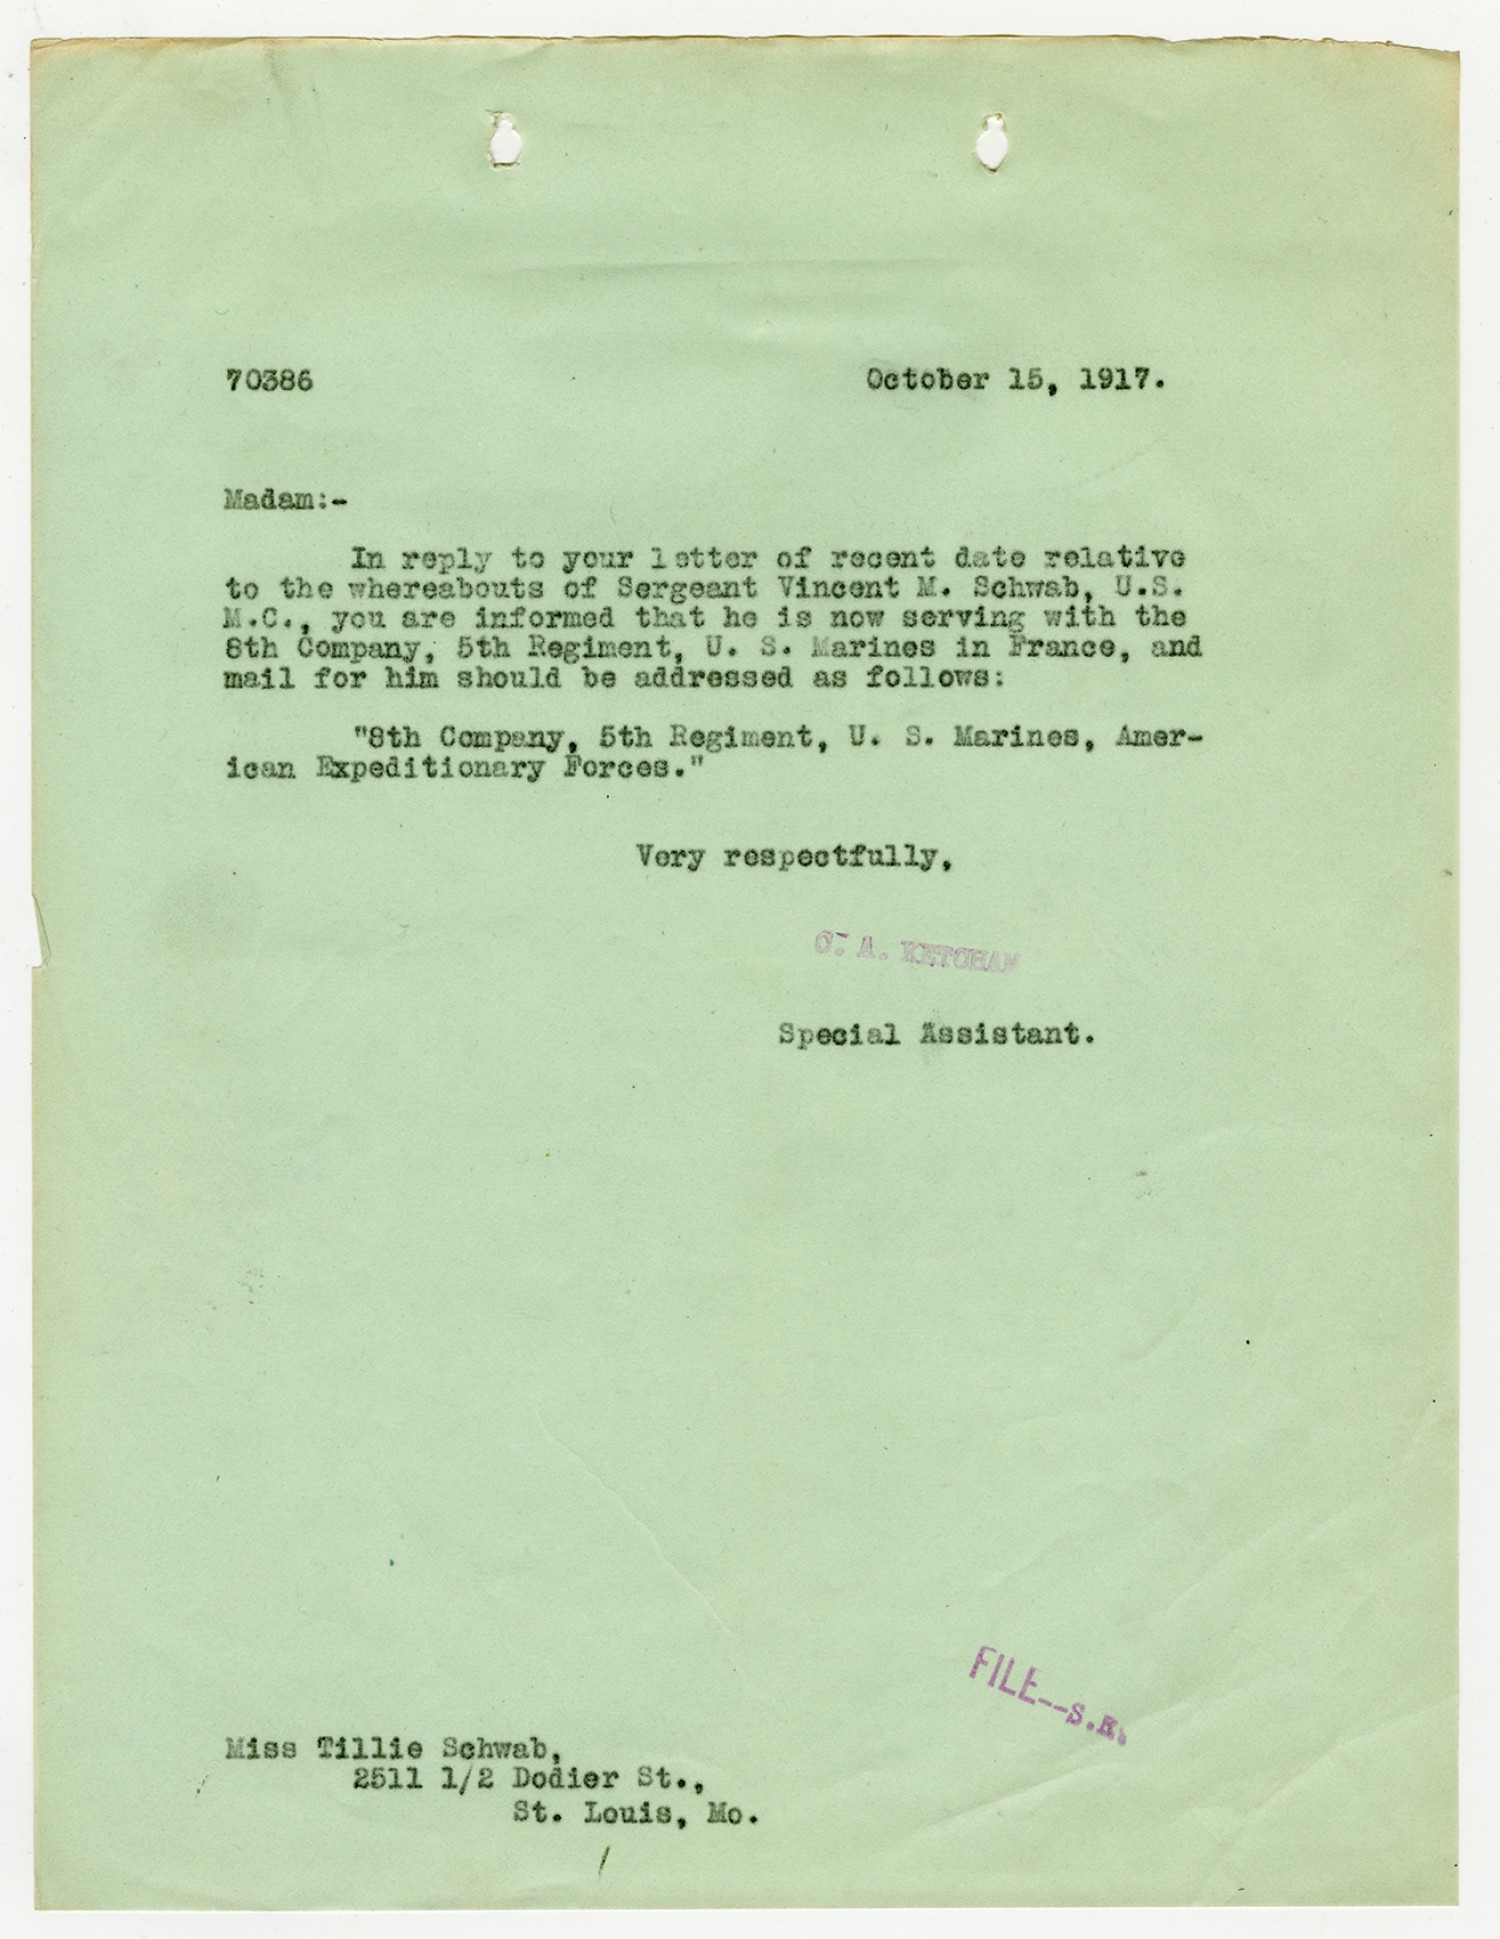 70386 October 15, 1917.
Madam:-
In reply to your letter of recent date relative
to the whereabouts of Sergeant Vincent M. Schwab, U.S.
M.C., you are informed that he is now serving with the
8th Company, 5th Regiment, U. S. Marines in France, and
mail for him should be addressed as follows:
"8th Company, 5th Regiment, U. S. Marines, Amer-
ican Expeditionary Forces."
Very respectfully,
C. A. KETCHAM
Special Assistant.
FILE--S.K.
Miss Tillie Schwab,
2511 1/2 Dodier St.,
St. Louis, Mo.